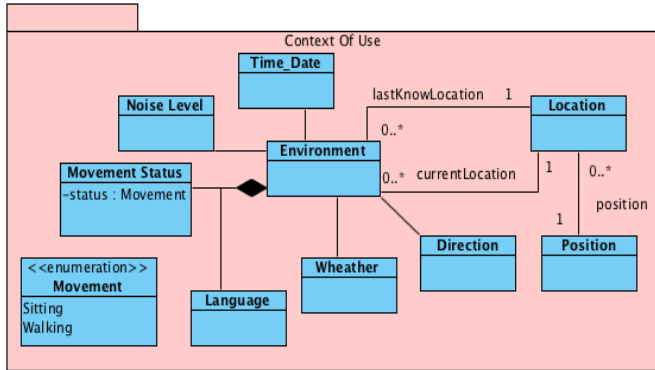 Context Of Use
Time_Date
Noise Level
lastKnowLocation 1
Location
0..*
Environment
Movement Status
-status : Movement
0..* currentLocation
1
0..*
position
1
<<enumeration>>
Movement
Sitting
Walking
Language
Wheather
Direction
Position